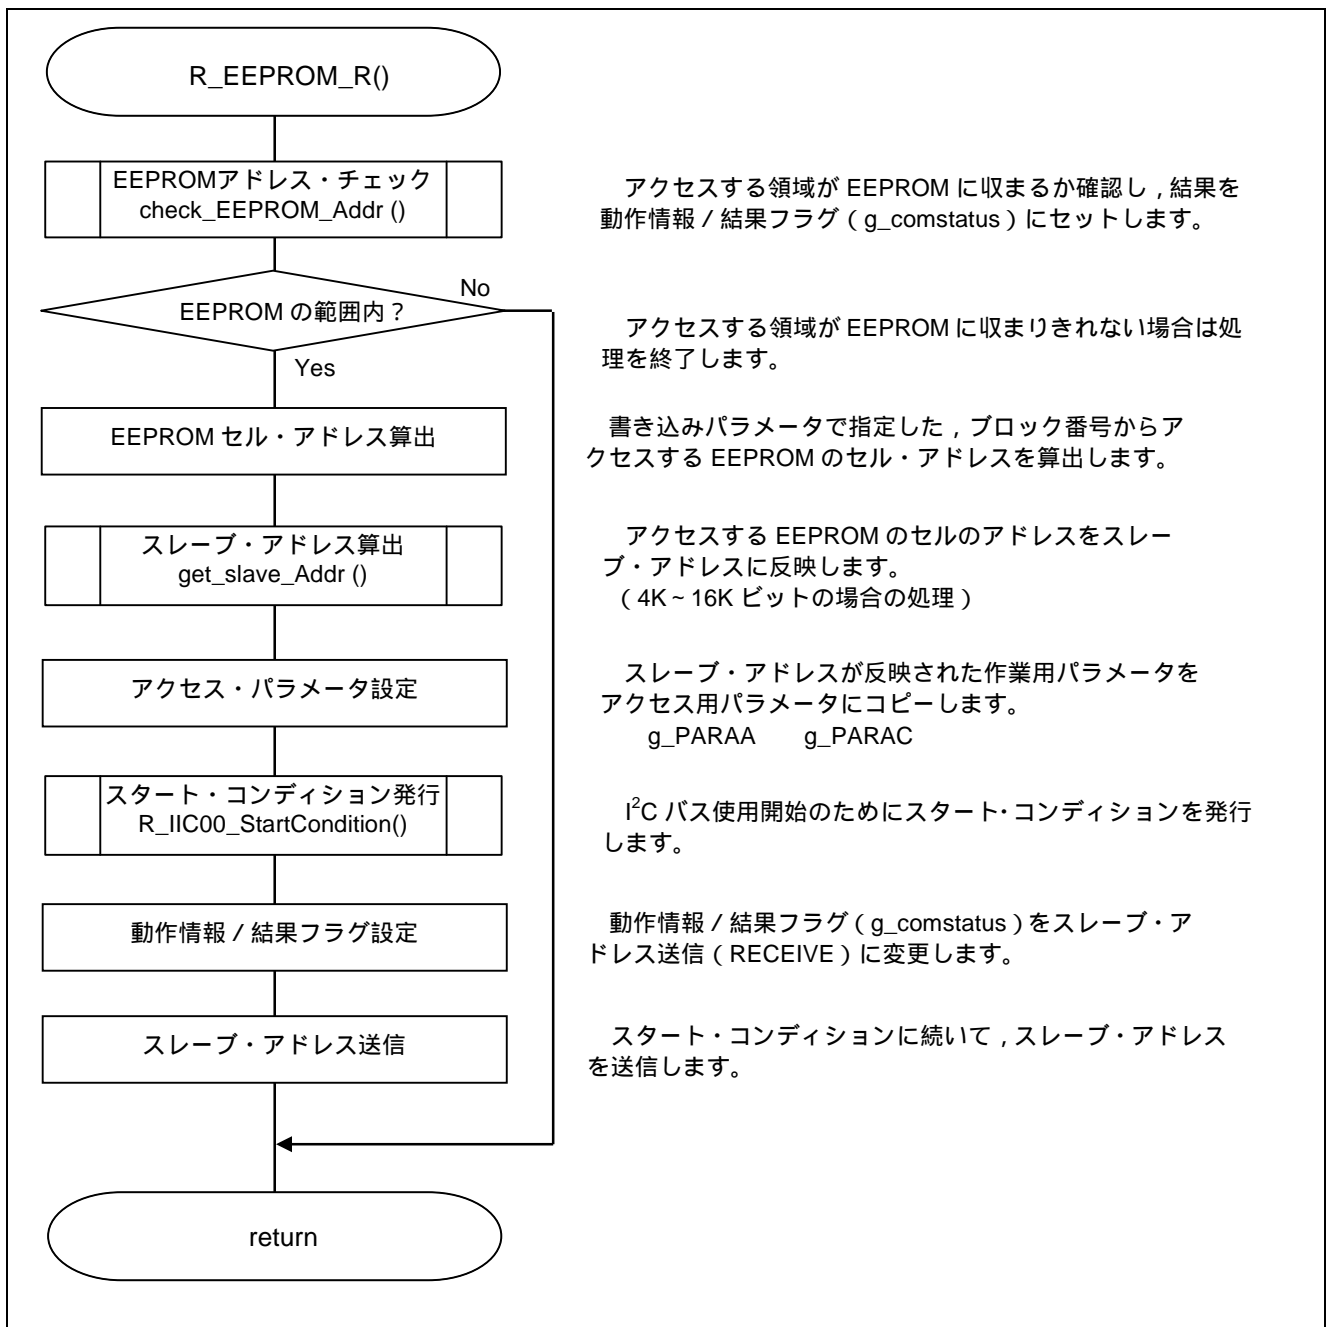 R_EEPROM_R()
EEPROMアドレス・チェック
check_EEPROM_Addr ()
アクセスする領域が EEPROM に収まるか確認し , 結果を
動作情報 / 結果フラグ ( g_comstatus ) にセットします。
EEPROM の範囲内?
No
Yes
アクセスする領域が EEPROM に収まりきれない場合は処
理を終了します。
EEPROM セル・アドレス算出
書き込みパラメータで指定した , ブロック番号からア
クセスする EEPROM のセル・アドレスを算出します。
スレーブ・アドレス算出
get_slave_Addr ()
アクセスする EEPROM のセルのアドレスをスレー
ブ・アドレスに反映します。
( 4K ~ 16K ビットの場合の処理 )
アクセス・パラメータ設定
スレーブ・アドレスが反映された作業用パラメータを
アクセス用パラメータにコピーします。
g_PARAA g_PARAC
スタート・コンディション発行
R_IIC00_StartCondition()
I²C バス使用開始のためにスタート・コンディションを発行
します。
動作情報 / 結果フラグ設定
動作情報 / 結果フラグ ( g_comstatus ) をスレーブ・ア
ドレス送信 ( RECEIVE ) に変更します。
スレーブ・アドレス送信
スタート・コンディションに続いて , スレーブ・アドレス
を送信します。
return